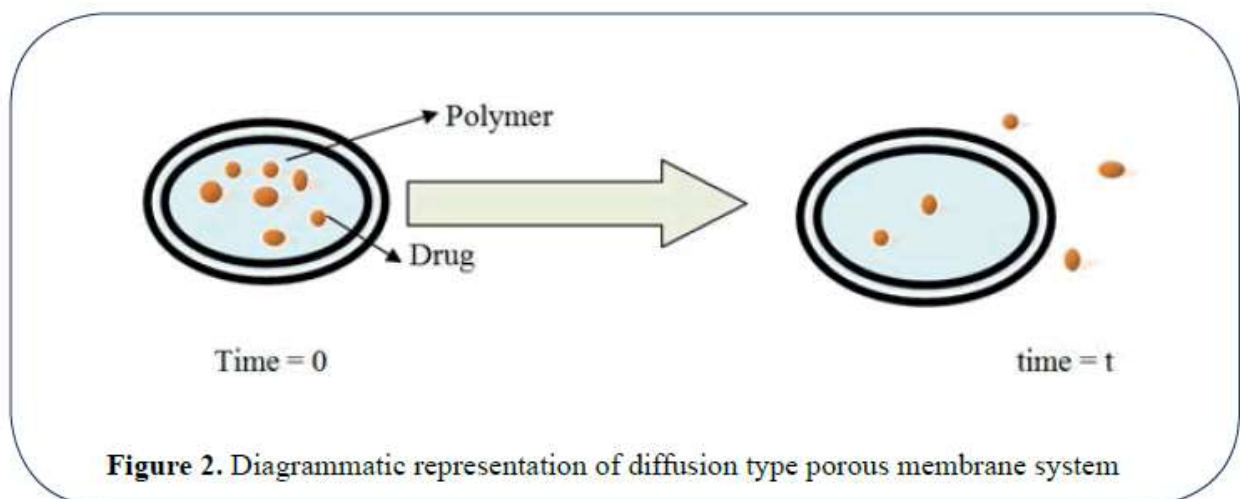 Polymer
Drug
Time = 0
time = t
Figure 2. Diagrammatic representation of diffusion type porous membrane system